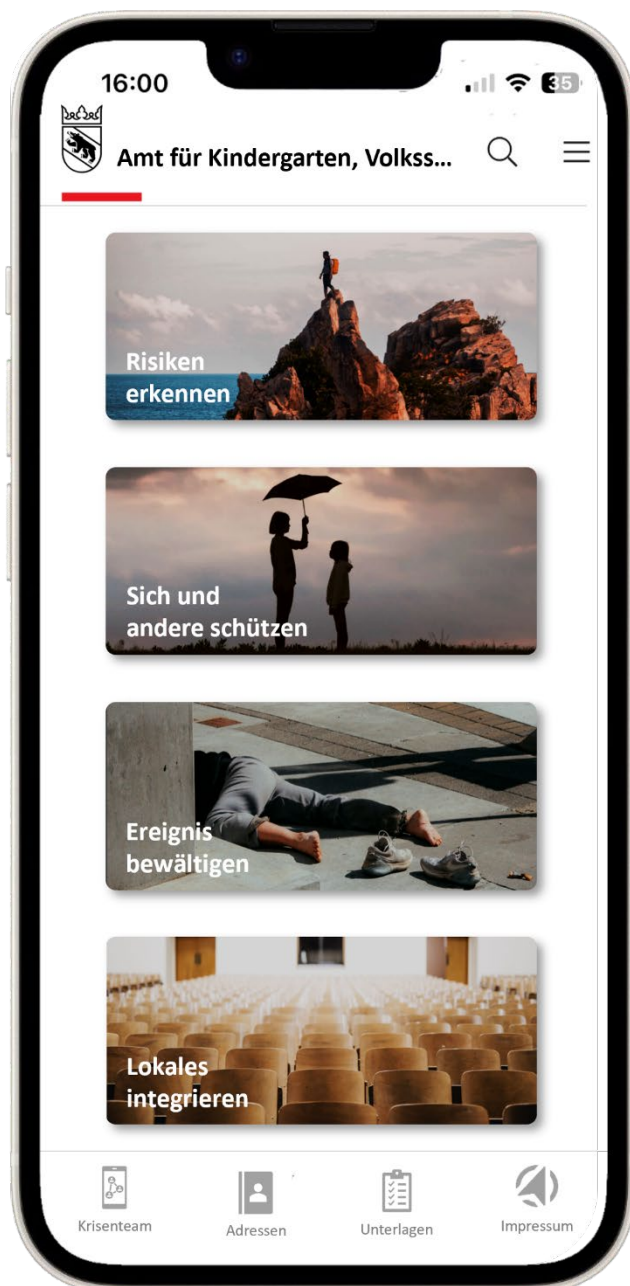 16:00
35
Amt für Kindergarten, Volkss...
Risiken
erkennen
Sich und
andere schützen
Ereignis
bewältigen
Lokales
integrieren
Krisenteam
Adressen
Unterlagen
Impressum